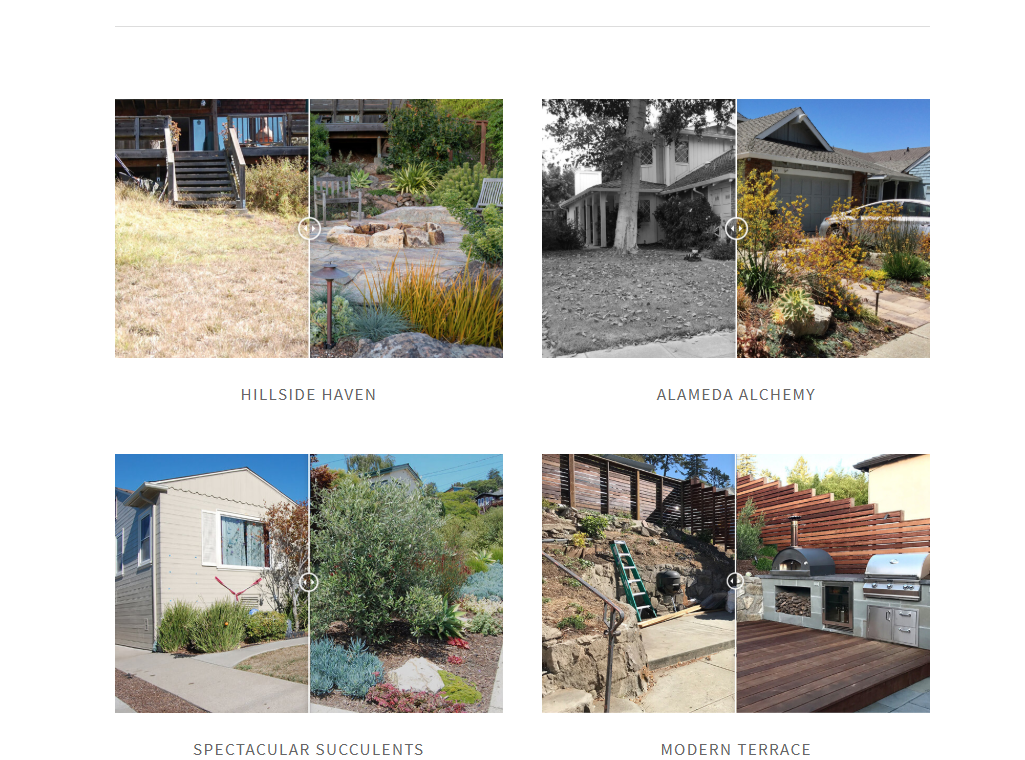 HILLSIDE HAVEN
ALAMEDA ALCHEMY
SPECTACULAR SUCCULENTS
MODERN TERRACE